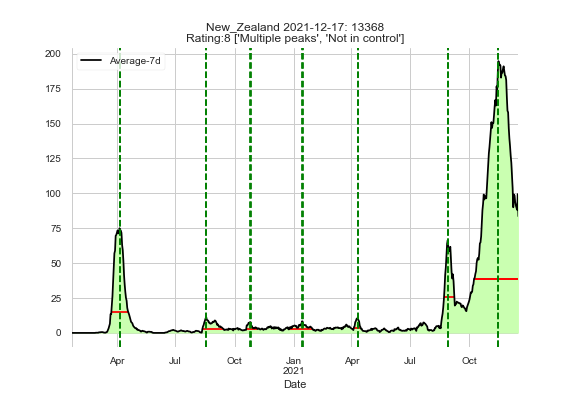 New_Zealand 2021-12-17: 13368
Rating:8 ['Multiple peaks', 'Not in control']
Average-7d
200
175
150
125
100
75
50
25
0
Apr Jul Oct Jan Apr Jul Oct
2021
Date